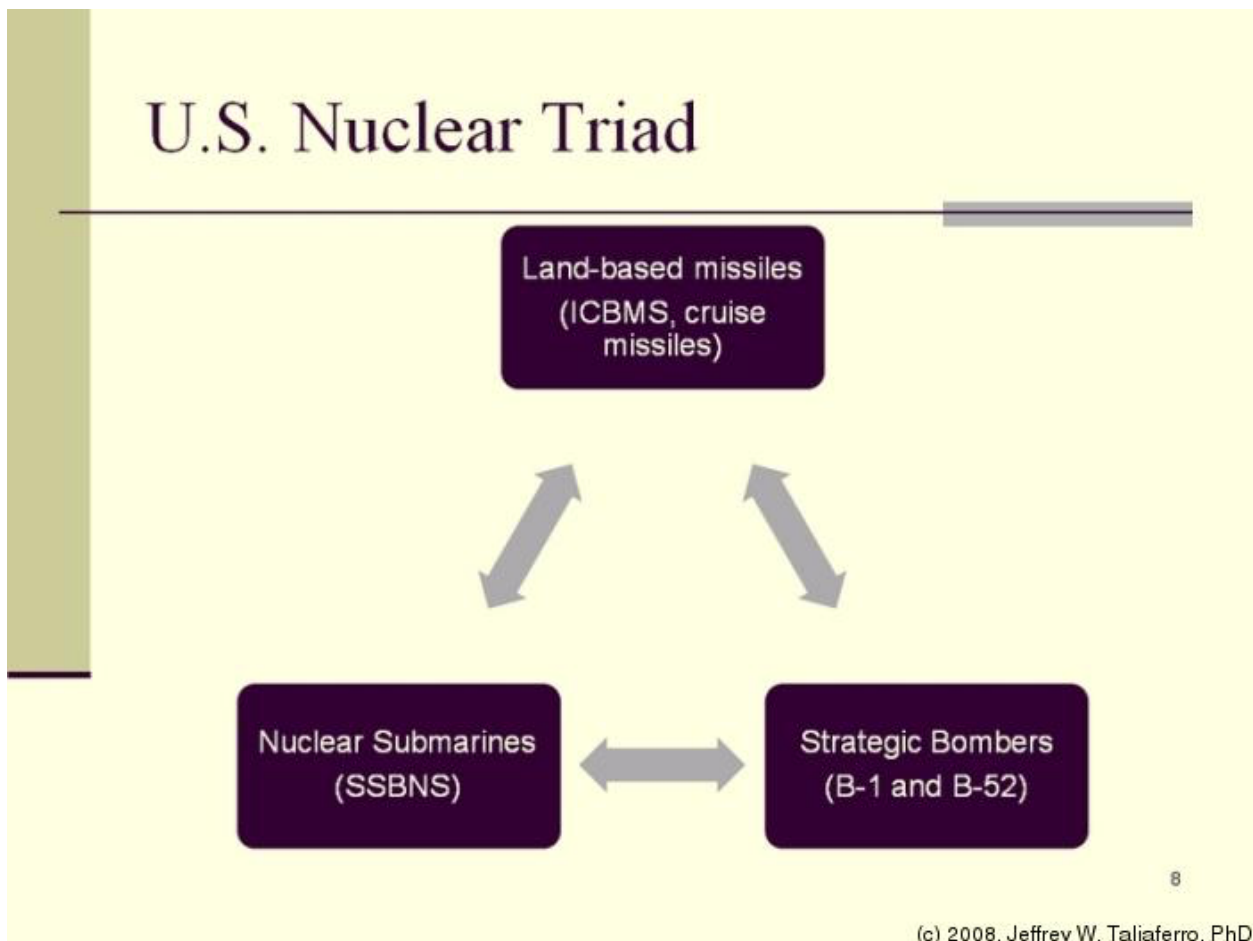 U.S. Nuclear Triad
Land-based missiles
(ICBMS, cruise
missiles)
Nuclear Submarines
(SSBNS)
Strategic Bombers
(B-1 and B-52)
8
(c) 2008, Jeffrey W. Taliaferro, PhD